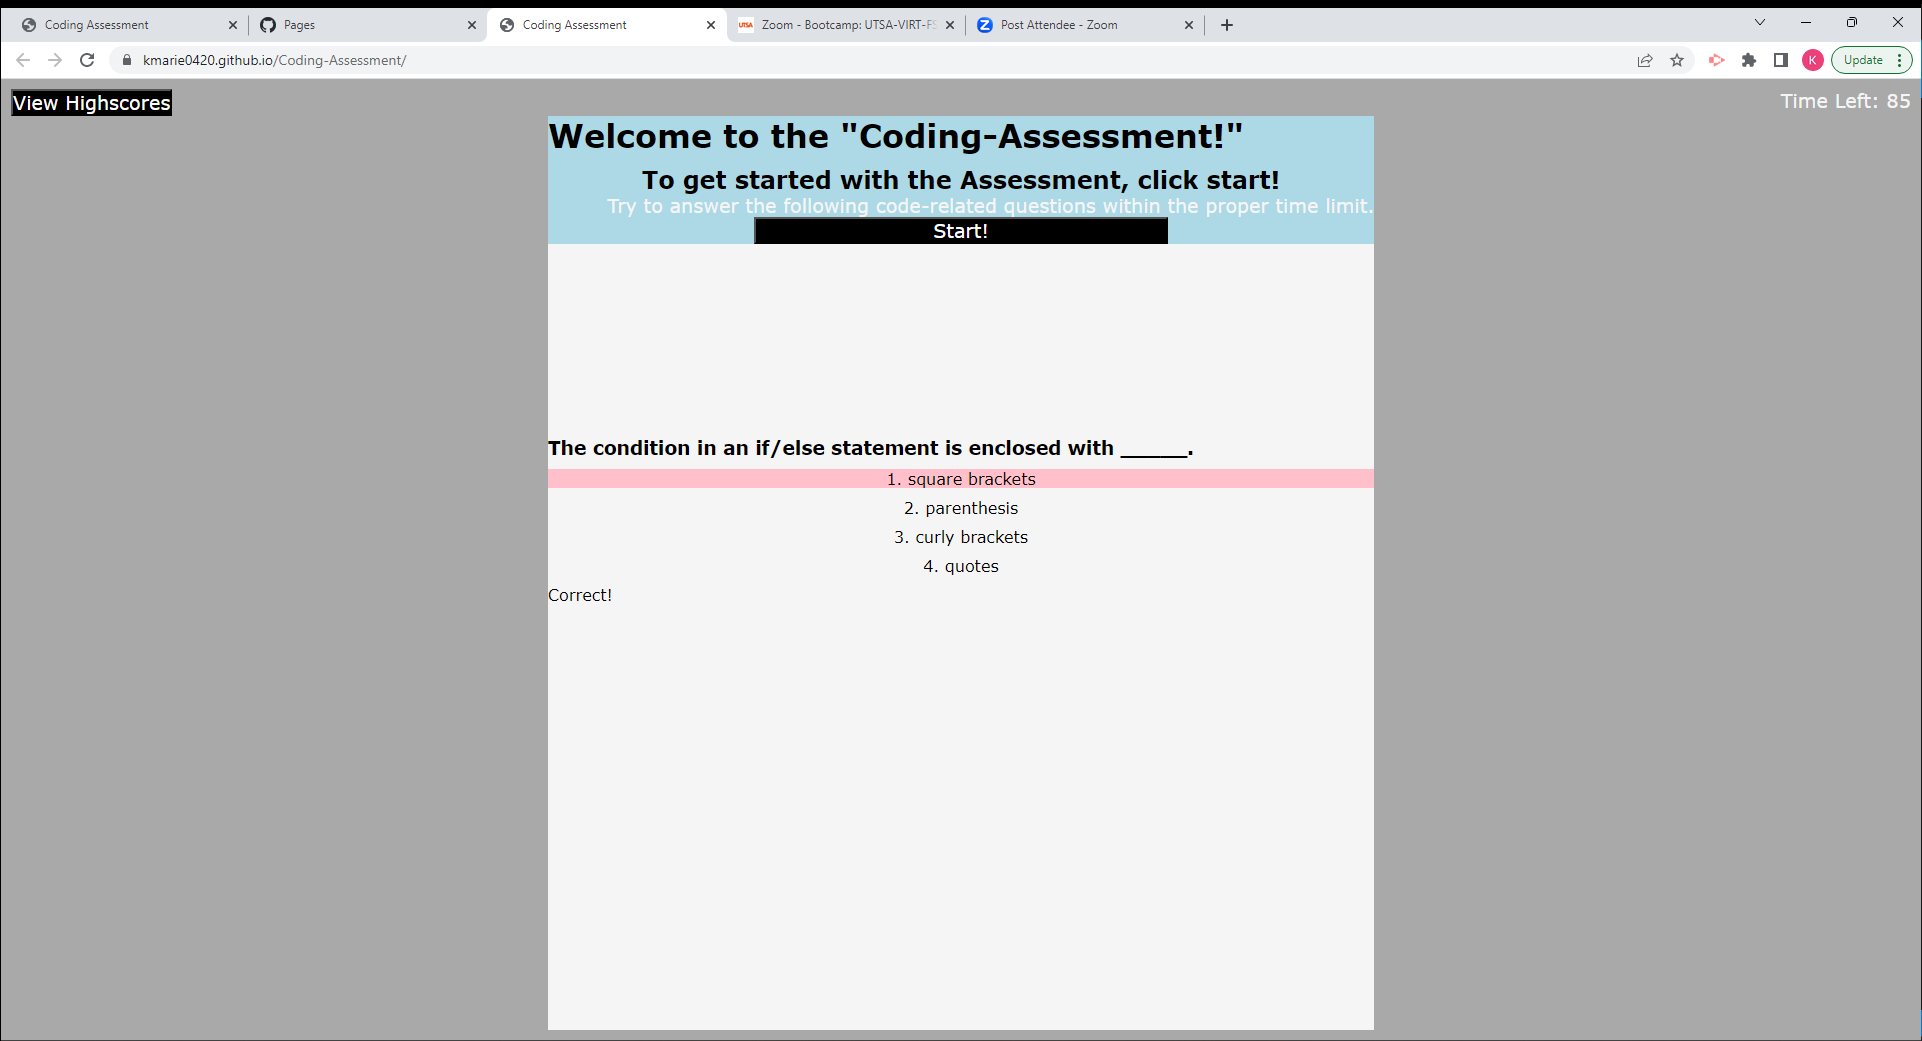 Coding Assessment
Pages
Coding Assessment
Zoom - Bootcamp: UTSA-VIRT-FS
Post Attendee - Zoom
kmarie0420.github.io/Coding-Assessment/
K
Update
View Highscores
Time Left: 85
Welcome to the "Coding-Assessment!"
To get started with the Assessment, click start!
Try to answer the following code-related questions within the proper time limit.
Start!
The condition in an if/else statement is enclosed with _____.
1. square brackets
2. parenthesis
3. curly brackets
4. quotes
Correct!